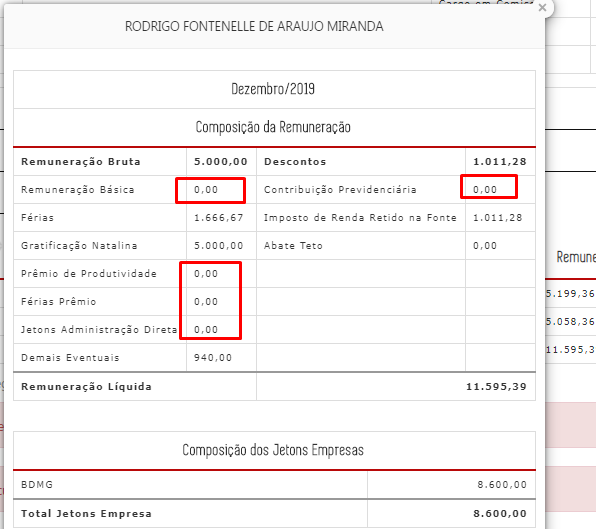 Cargo em Comiss
RODRIGO FONTENELLE DE ARAUJO MIRANDA
Dezembro/2019
Composição da Remuneração
Remuneração Bruta 5.000,00 Descontos 1.011,28
Remuneração Básica 0,00 Contribuição Previdenciária 0,00
Férias 1.666,67 Imposto de Renda Retido na Fonte 1.011,28
Gratificação Natalina 5.000,00 Abate Teto 0,00
Prêmio de Produtividade 0,00
Remune
Férias Prêmio 0,00
5.199,36
Jetons Administração Direta 0,00
5.058,36
Demais Eventuais 940,00
11.595,3
Remuneração Líquida 11.595,39
Composição dos Jetons Empresas
BDMG 8.600,00
Total Jetons Empresa 8.600,00